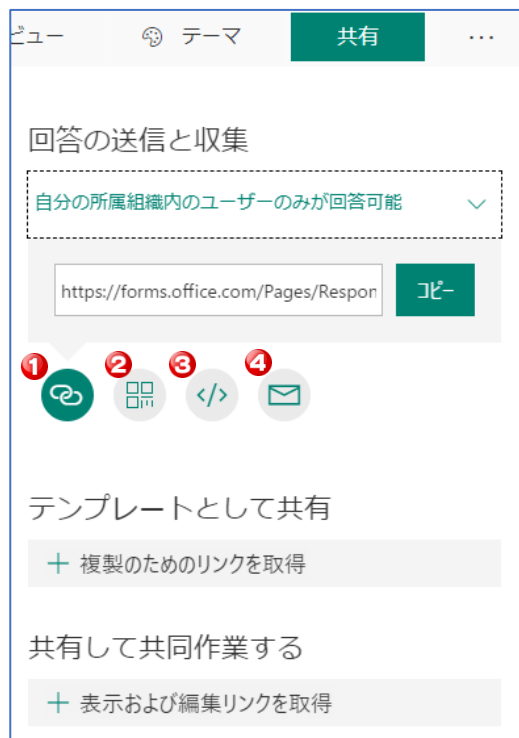 ビュー テーマ 共有 ...
回答の送信と収集
自分の所属組織内のユーザーのみが回答可能
https://forms.office.com/Pages/Respon コピー
1 2 3 4
</>
テンプレートとして共有
+ 複製のためのリンクを取得
共有して共同作業する
+ 表示および編集リンクを取得